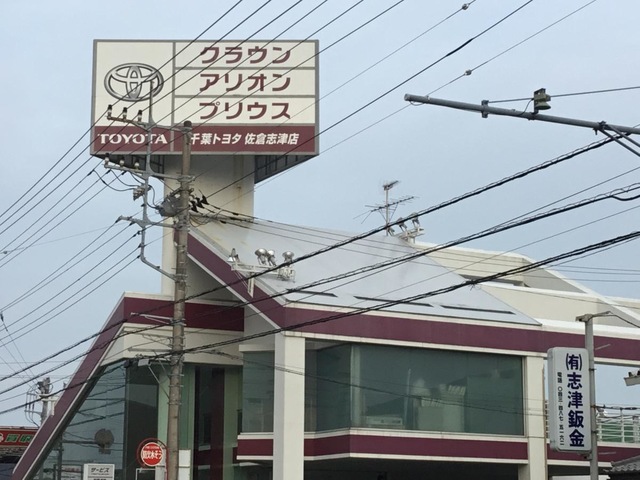 クラウン
アリオン
プリウス
TOYOTA
千葉トヨタ 佐倉志津店
(有)志津鈑金
サービス